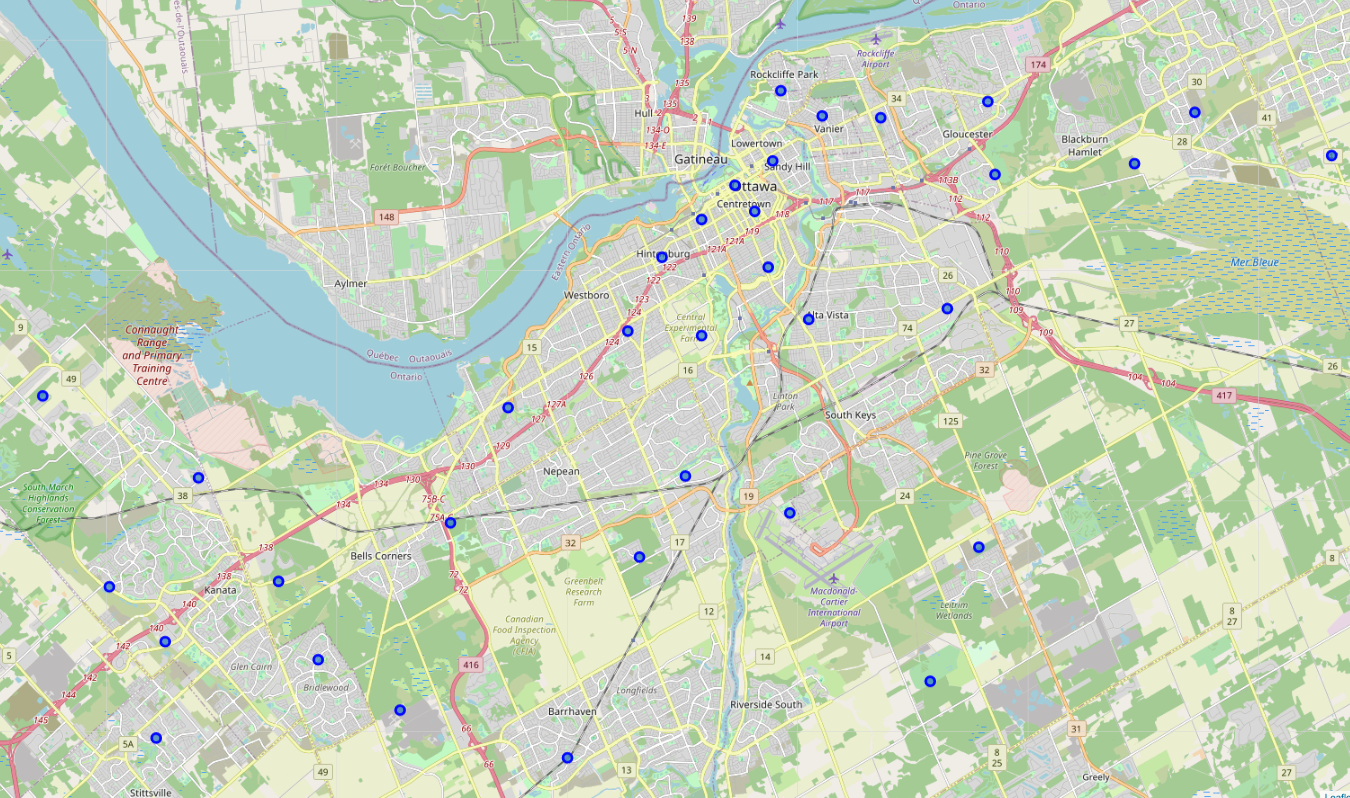 Ontario
139
5-S
138
5-N
Rockcliffe
Airport
174
Rockcliffe Park
135
30
135
34
Hull
2
1
41
134-O
Vanier
Gloucester
Blackburn
Hamlet
28
134-E
Lowertown
Gatineau
Sandy Hill
Forêt Boucher
113B
Ottawa
117
117
112
Centretown
148
118
112
119
121A
121A
110
Eastern Ontario
122
Mer Bleue
122
26
Aylmer
110
Westboro
123
109
124
Central
Experimental
Farm
Alta Vista
9
Connaught
Range
and Primary
Training
Centre
74
27
109
124
15
Québec
Outaouais
Ontario
26
16
32
49
126
104
104
417
Linton
Park
127A
127
South Keys
125
129
Pine Grove
Forest
130
Nepean
130
134
South March
Highlands
Conservation
Forest
38
134
75B-C
19
24
138
32
17
Bells Corners
8
72
138
72
Kanata
Greenbelt
Research
Farm
Macdonald-
Cartier
International
Airport
140
12
Leitrim
Wetlands
8
27
Canadian
Food Inspection
Agency
(CFIA)
140
142
5
14
416
Glen Cairn
144
Bridlewood
Longfields
Riverside South
Barrhaven
145
66
31
5A
8
25
66
49
13
27
Greely
Stittsville